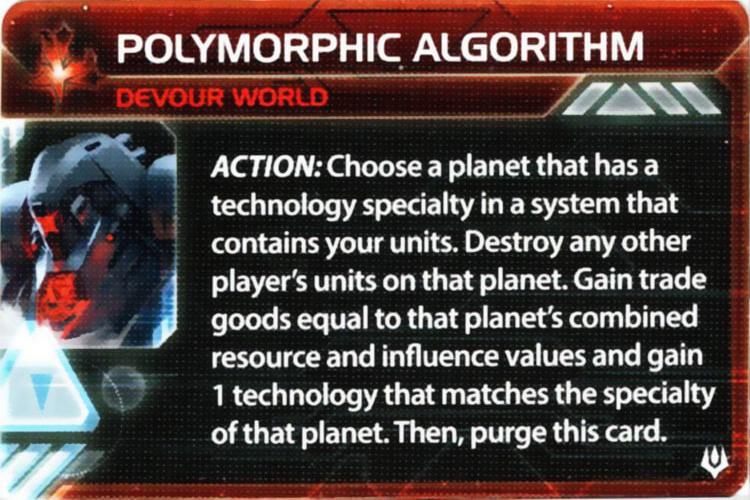 POLYMORPHIC ALGORITHM
DEVOUR WORLD
ACTION: Choose a planet that has a
technology specialty in a system that
contains your units. Destroy any other
player's units on that planet. Gain trade
goods equal to that planet's combined
resource and influence values and gain
1 technology that matches the specialty
of that planet. Then, purge this card.